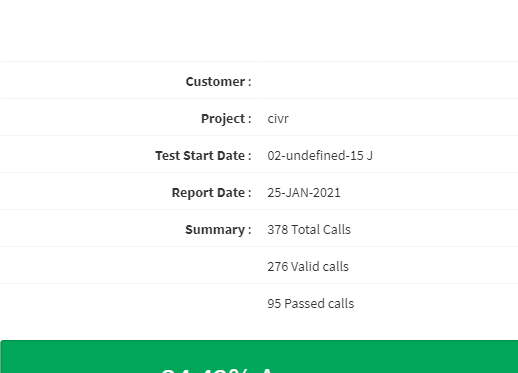 Customer :
Project : civr
Test Start Date : 02-undefined-15 J
Report Date : 25-JAN-2021
Summary : 378 Total Calls
276 Valid calls
95 Passed calls